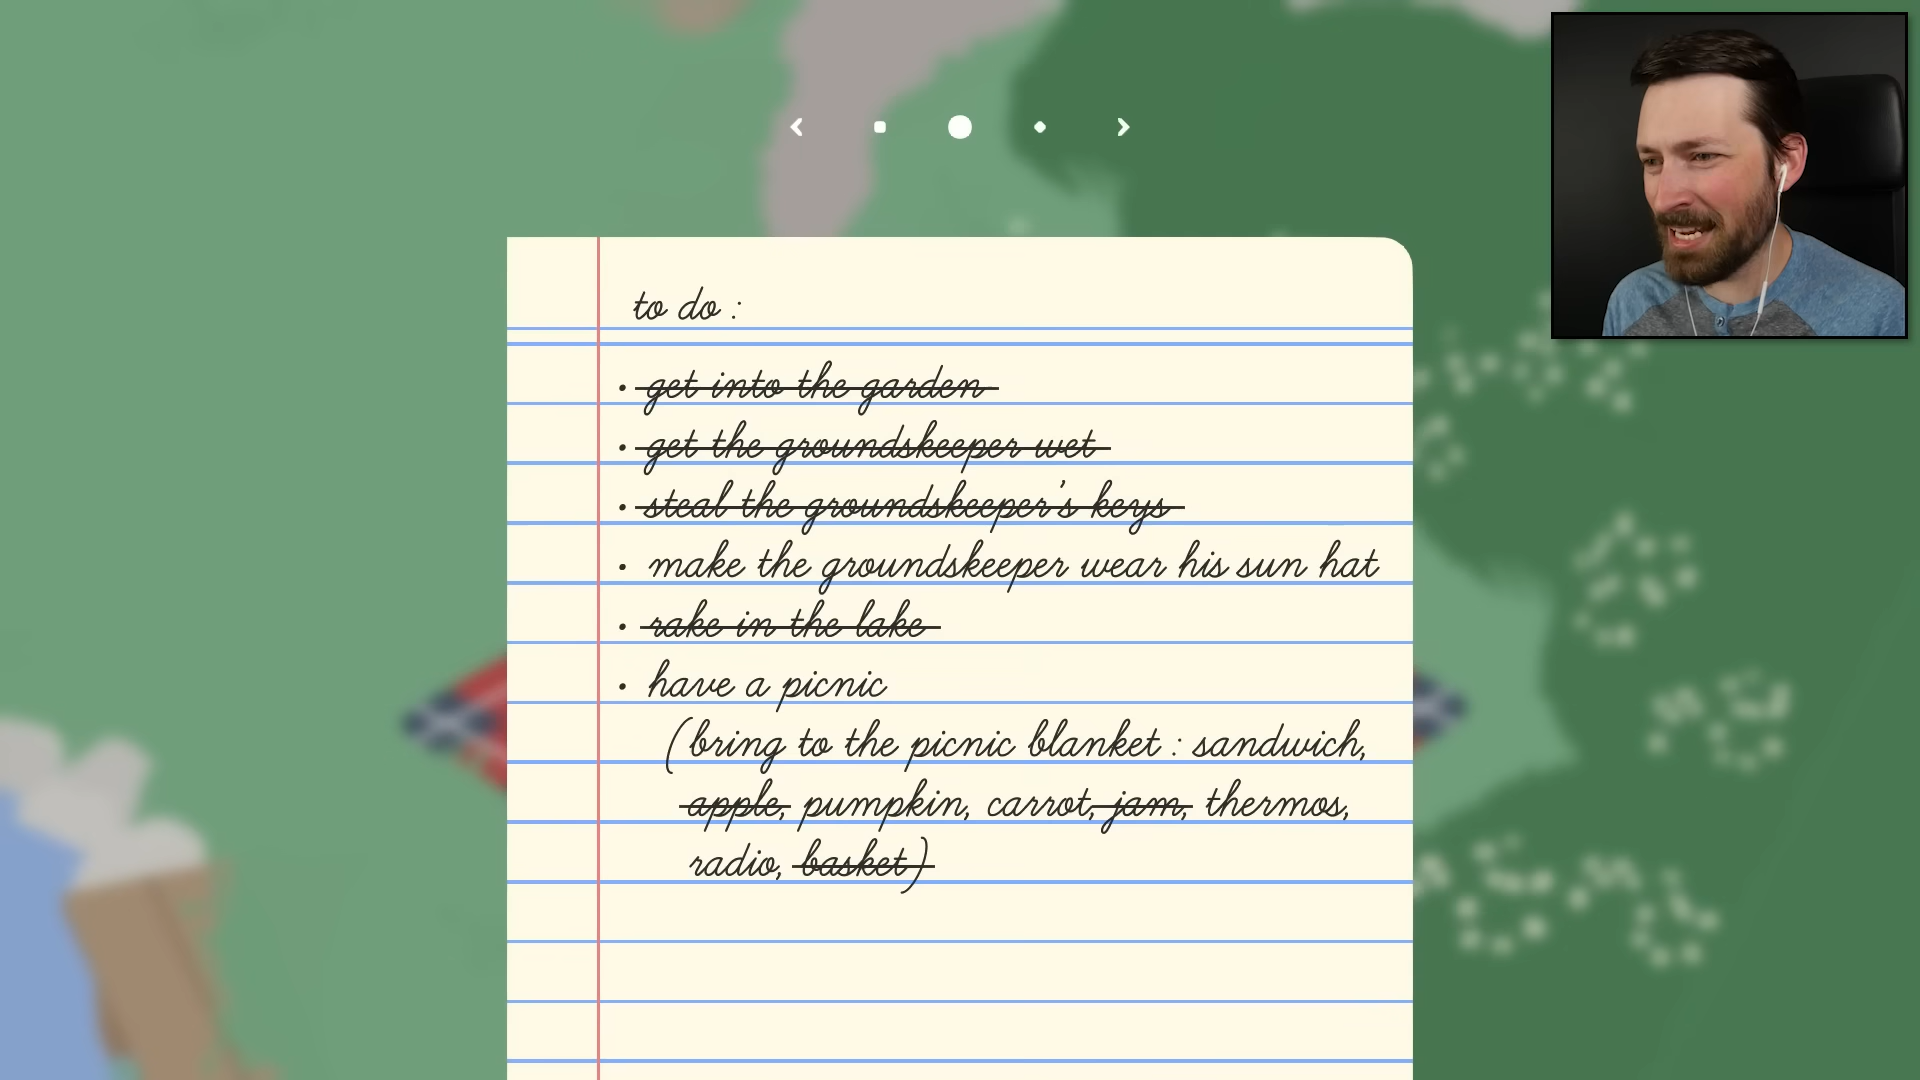 to do :
• get into the garden
• get the groundskeeper wet
• steal the groundskeeper's keys
• make the groundskeeper wear his sun hat
• rake in the lake
• have a picnic
(bring to the picnic blanket : sandwich,
apple, pumpkin, carrot, jam, thermos,
radio, basket)